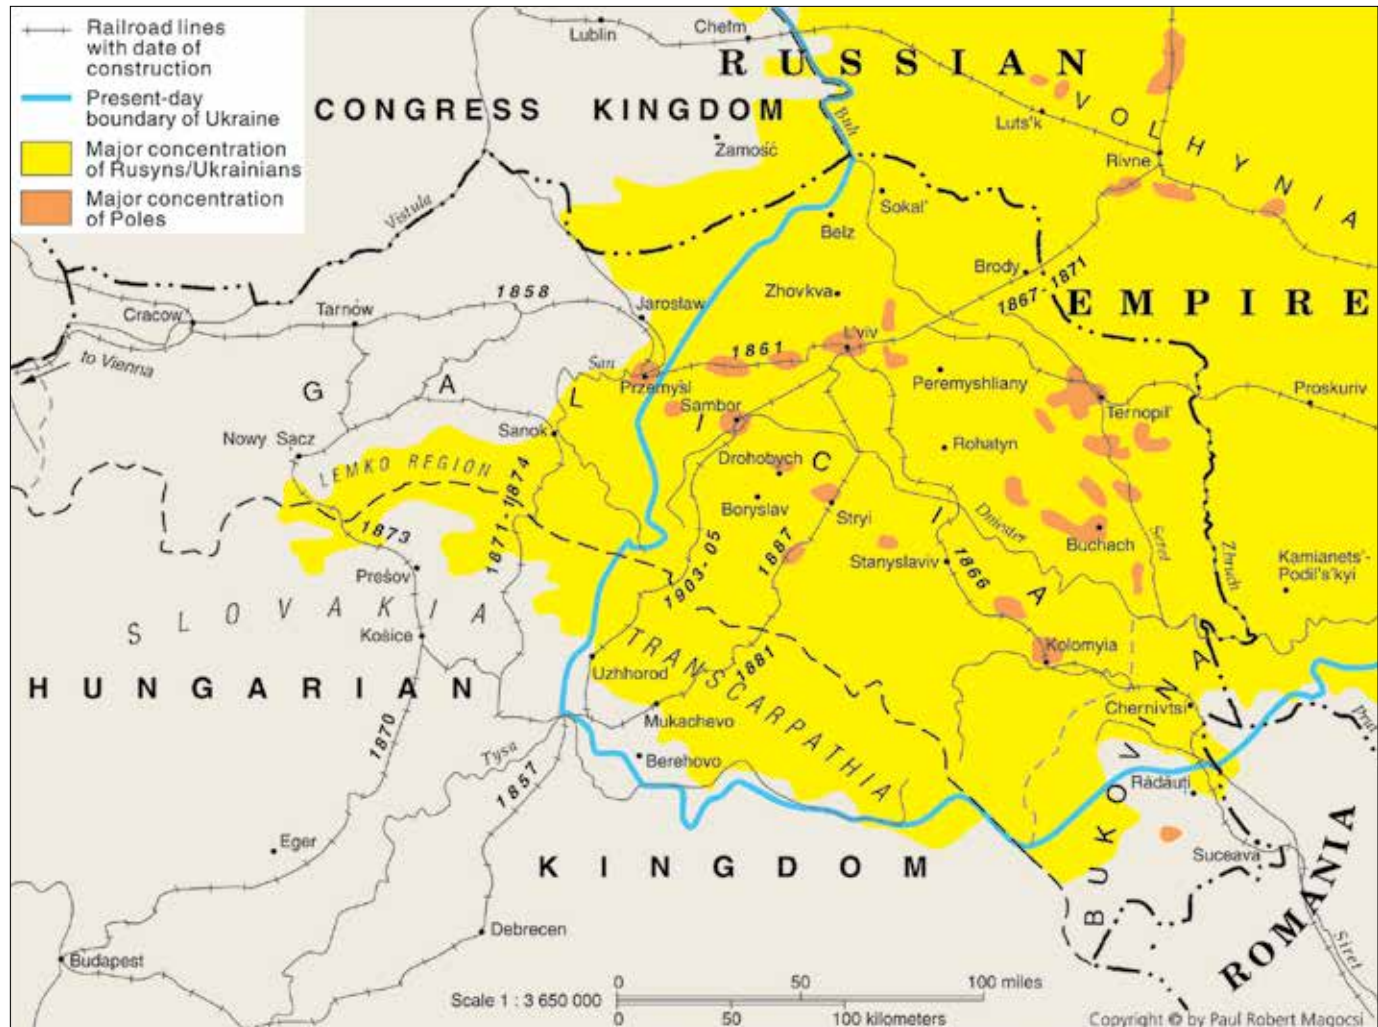 Railroad lines
with date of
construction
Present-day
boundary of Ukraine
Major concentration
of Rusyns/Ukrainians
Major concentration
of Poles
Lublin
Chełm
RUSSIAN
EMPIRE
CONGRESS KINGDOM
Zamość
Buh
Luts'k
VOLHYNIA
Rivne
Vistula
Sokal'
Belz
Brody
1867-1871
Zhovkva
Cracow
Tarnów
1858
Jarosław
to Vienna
San
Przemyśl
1861
L'viv
Peremyshliany
Ternopil'
Proskuriv
GALICIA
Sambor
Nowy Sącz
Sanok
LEMKO REGION
Drohobych
Rohatyn
Boryslav
Stryi
Dniester
Buchach
Seret
Zbruch
Kamianets'-
Podil's'kyi
1871-1874
1873
1903-05
1887
Stanyslaviv
1866
Prešov
SLOVAKIA
Košice
Uzhhorod
TRANSCARPATHIA
1881
Kolomyia
HUNGARIAN
KINGDOM
Mukachevo
Chernivtsi
Prut
1870
Tysa
1857
Berehovo
BUKOVINA
Rădăuţi
Eger
Suceava
ROMANIA
Debrecen
Siret
Budapest
0 50 100 miles
Scale 1 : 3 650 000
0 50 100 kilometers
Copyright © by Paul Robert Magocsi